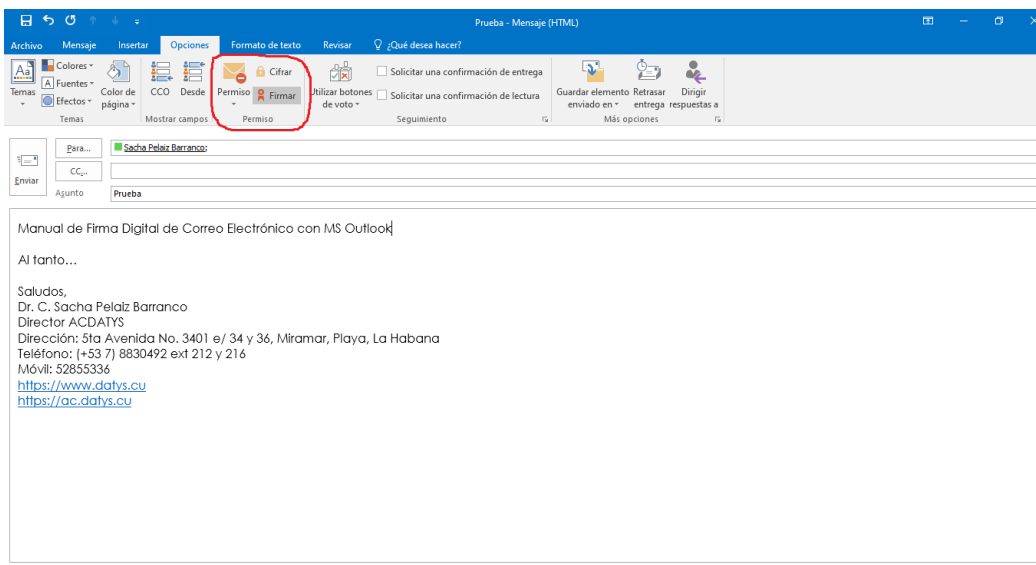 Prueba - Mensaje (HTML)
Archivo Mensaje Insertar Opciones Formato de texto Revisar ¿Qué desea hacer?
Temas
Colores
Fuentes
Efectos
Color de página
Temas
CCO Desde
Mostrar campos
Permiso
Cifrar
Firmar
Permiso
Utilizar botones de voto
Solicitar una confirmación de entrega
Solicitar una confirmación de lectura
Seguimiento
Guardar elemento enviado en
Retrasar entrega
Dirigir respuestas a
Más opciones
Enviar
Para... Sacha Pelaiz Barranco;
CC...
Asunto Prueba
Manual de Firma Digital de Correo Electrónico con MS Outlook
Al tanto...
Saludos,
Dr. C. Sacha Pelaiz Barranco
Director ACDATYS
Dirección: 5ta Avenida No. 3401 e/ 34 y 36, Miramar, Playa, La Habana
Teléfono: (+53 7) 8830492 ext 212 y 216
Móvil: 52855336
https://www.datys.cu
https://ac.datys.cu